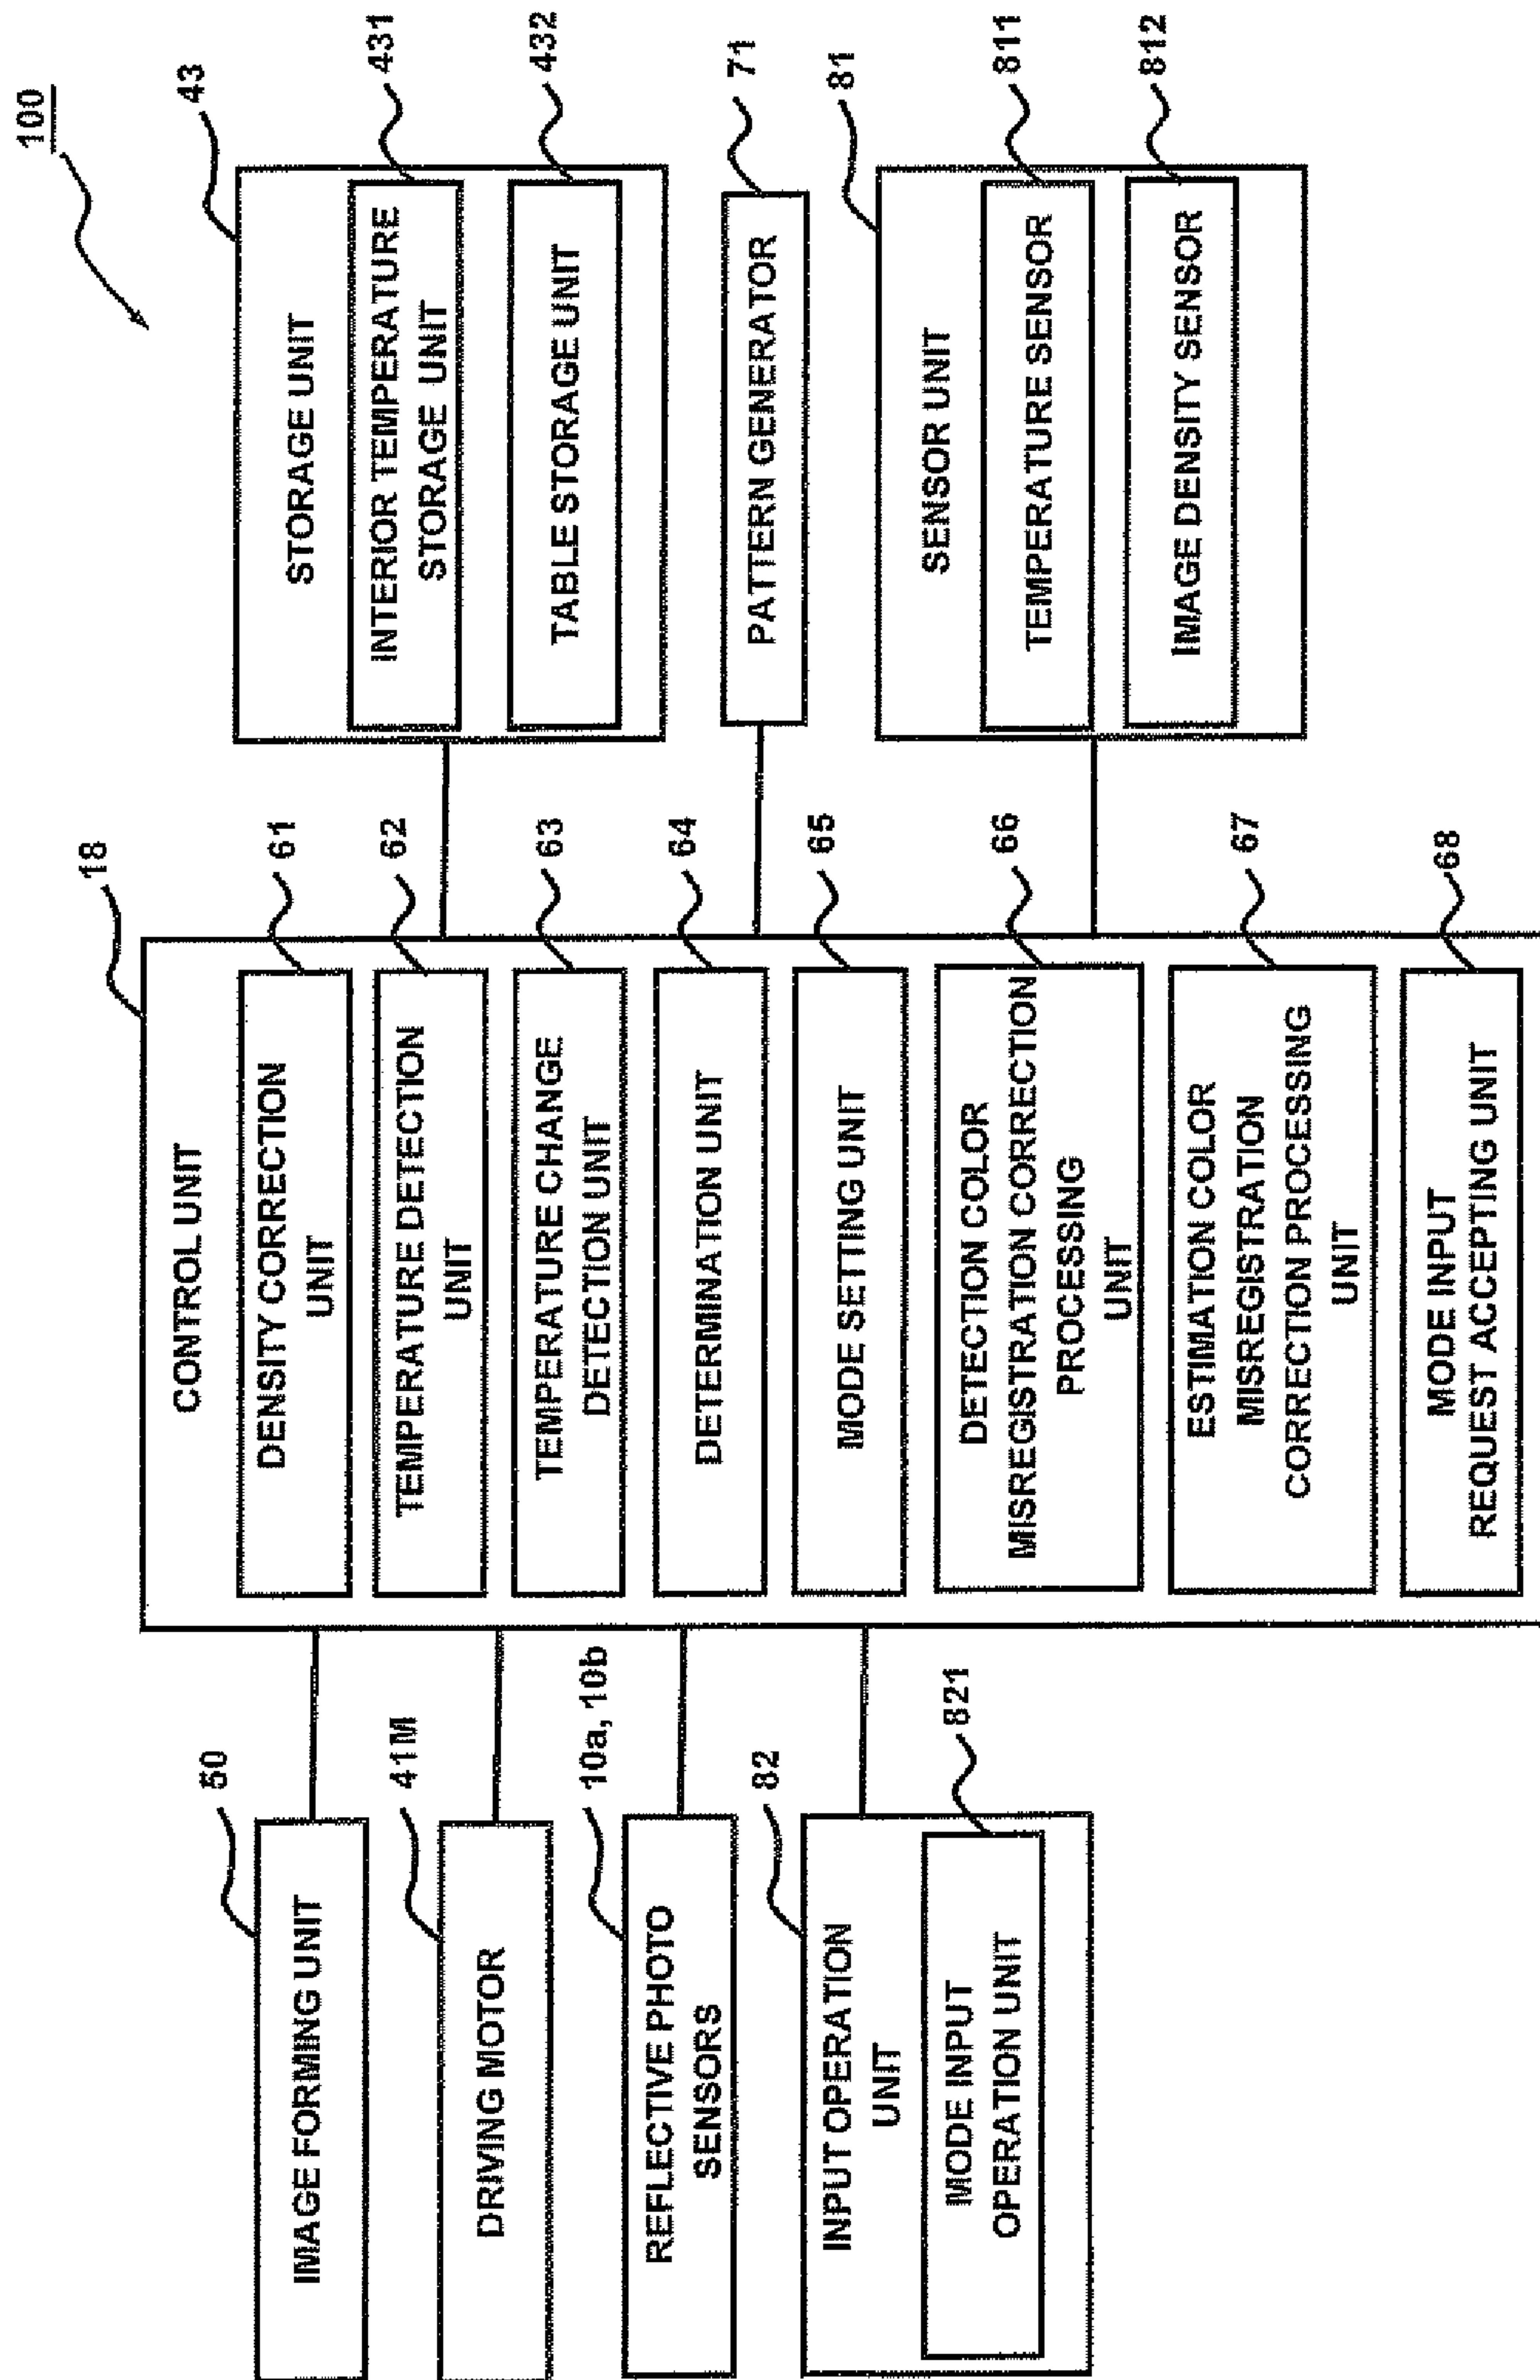 100
50
IMAGE FORMING UNIT
41M
DRIVING MOTOR
10a, 10b
REFLECTIVE PHOTO
SENSORS
82
INPUT OPERATION
UNIT
821
MODE INPUT
OPERATION UNIT
18
CONTROL UNIT
61
DENSITY CORRECTION
UNIT
62
TEMPERATURE DETECTION
UNIT
63
TEMPERATURE CHANGE
DETECTION UNIT
64
DETERMINATION UNIT
65
MODE SETTING UNIT
66
DETECTION COLOR
MISREGISTRATION CORRECTION
PROCESSING
UNIT
67
ESTIMATION COLOR
MISREGISTRATION
CORRECTION PROCESSING
UNIT
68
MODE INPUT
REQUEST ACCEPTING UNIT
43
STORAGE UNIT
431
INTERIOR TEMPERATURE
STORAGE UNIT
432
TABLE STORAGE UNIT
71
PATTERN GENERATOR
81
SENSOR UNIT
811
TEMPERATURE SENSOR
812
IMAGE DENSITY SENSOR